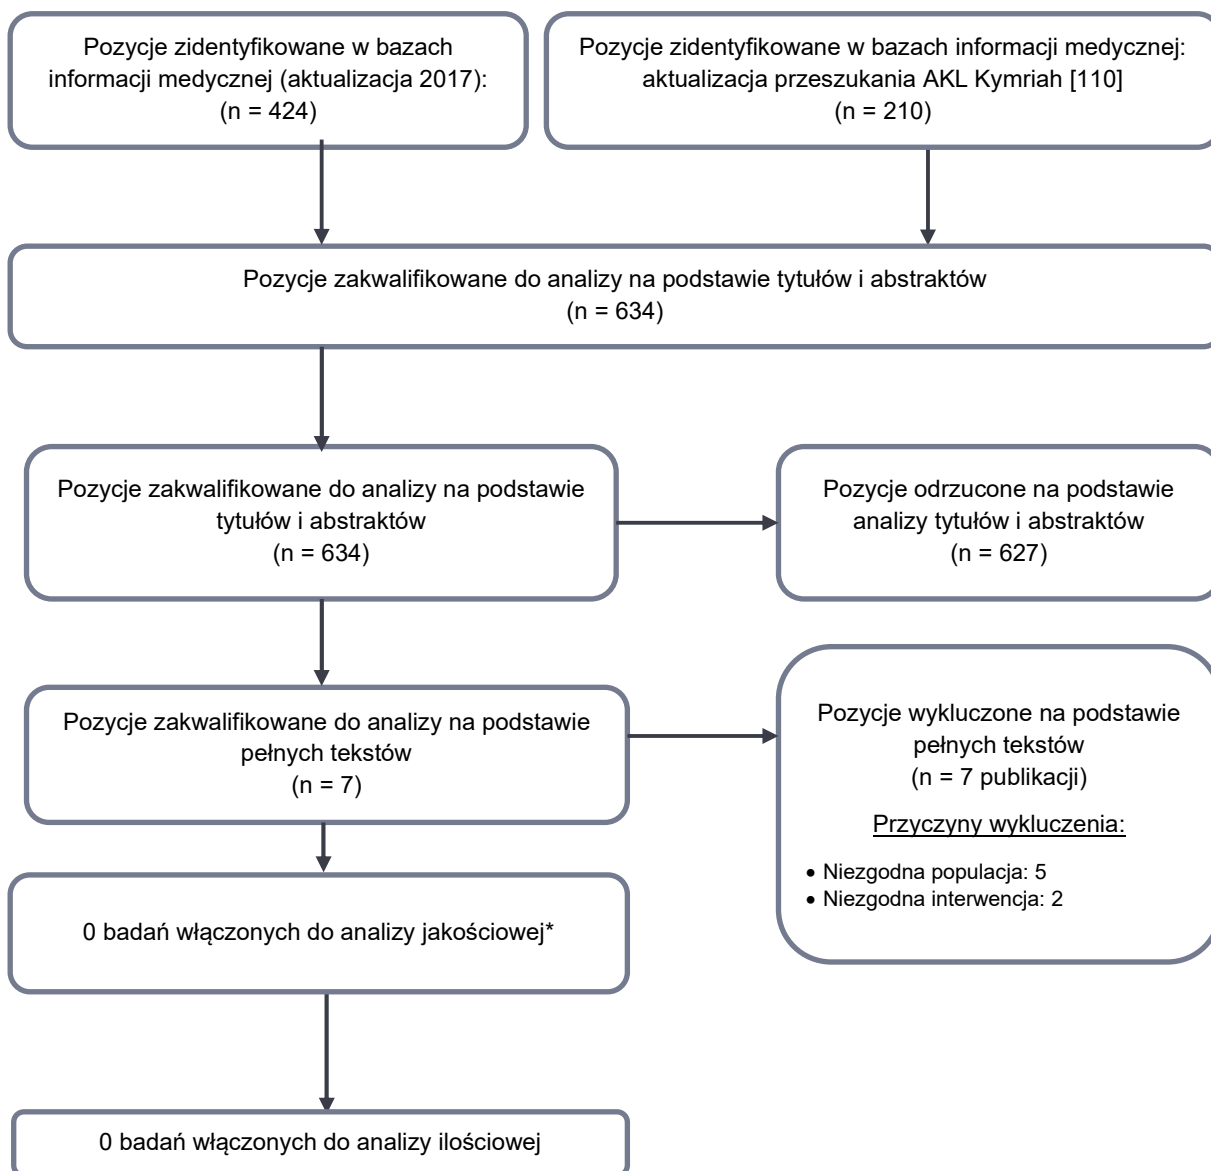 Pozycje zidentyfikowane w bazach
informacji medycznej (aktualizacja 2017):
(n = 424)
Pozycje zidentyfikowane w bazach informacji medycznej:
aktualizacja przeszukania AKL Kymriah [110]
(n = 210)
Pozycje zakwalifikowane do analizy na podstawie tytułów i abstraktów
(n = 634)
Pozycje zakwalifikowane do analizy na podstawie
tytułów i abstraktów
(n = 634)
Pozycje odrzucone na podstawie
analizy tytułów i abstraktów
(n = 627)
Pozycje zakwalifikowane do analizy na podstawie
pełnych tekstów
(n = 7)
Pozycje wykluczone na podstawie
pełnych tekstów
(n = 7 publikacji)
Przyczyny wykluczenia:
• Niezgodna populacja: 5
• Niezgodna interwencja: 2
0 badań włączonych do analizy jakościowej*
0 badań włączonych do analizy ilościowej